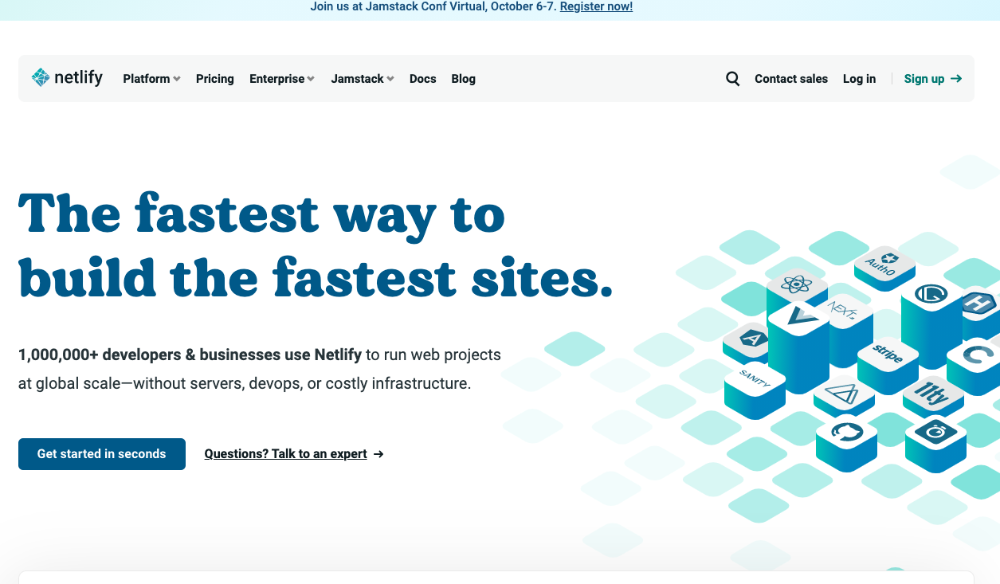 Join us at Jamstack Conf Virtual, October 6-7. Register now!
netlify Platform Pricing Enterprise Jamstack Docs Blog Contact sales Log in Sign up →
The fastest way to
build the fastest sites.
1,000,000+ developers & businesses use Netlify to run web projects
at global scale—without servers, devops, or costly infrastructure.
Get started in seconds Questions? Talk to an expert →
Auth0
NEXT.js
stripe
SANITY
11ty